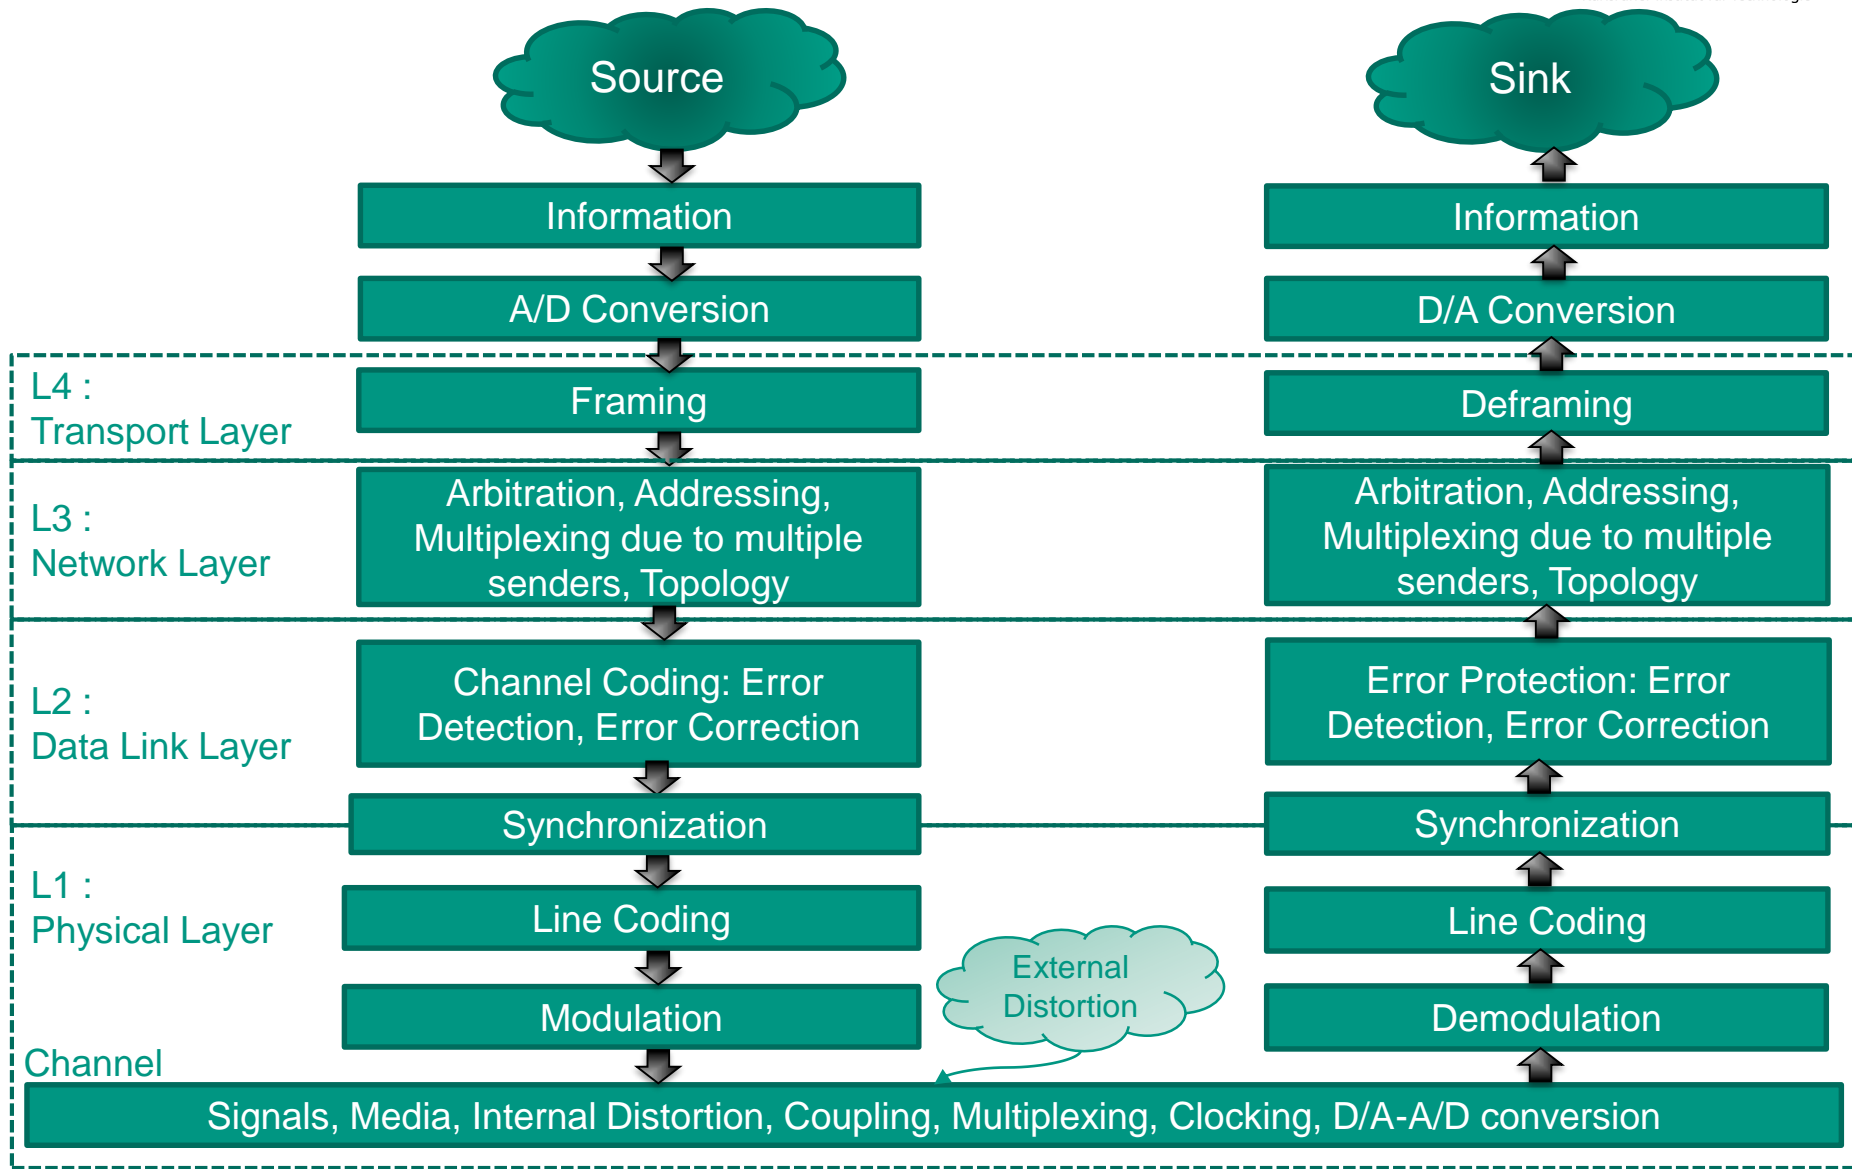 Source
Sink
Information
Information
A/D Conversion
D/A Conversion
L4 :
Transport Layer
Framing
Deframing
L3 :
Network Layer
Arbitration, Addressing,
Multiplexing due to multiple
senders, Topology
Arbitration, Addressing,
Multiplexing due to multiple
senders, Topology
L2 :
Data Link Layer
Channel Coding: Error
Detection, Error Correction
Error Protection: Error
Detection, Error Correction
Synchronization
Synchronization
L1 :
Physical Layer
Line Coding
Line Coding
External
Distortion
Modulation
Demodulation
Channel
Signals, Media, Internal Distortion, Coupling, Multiplexing, Clocking, D/A-A/D conversion